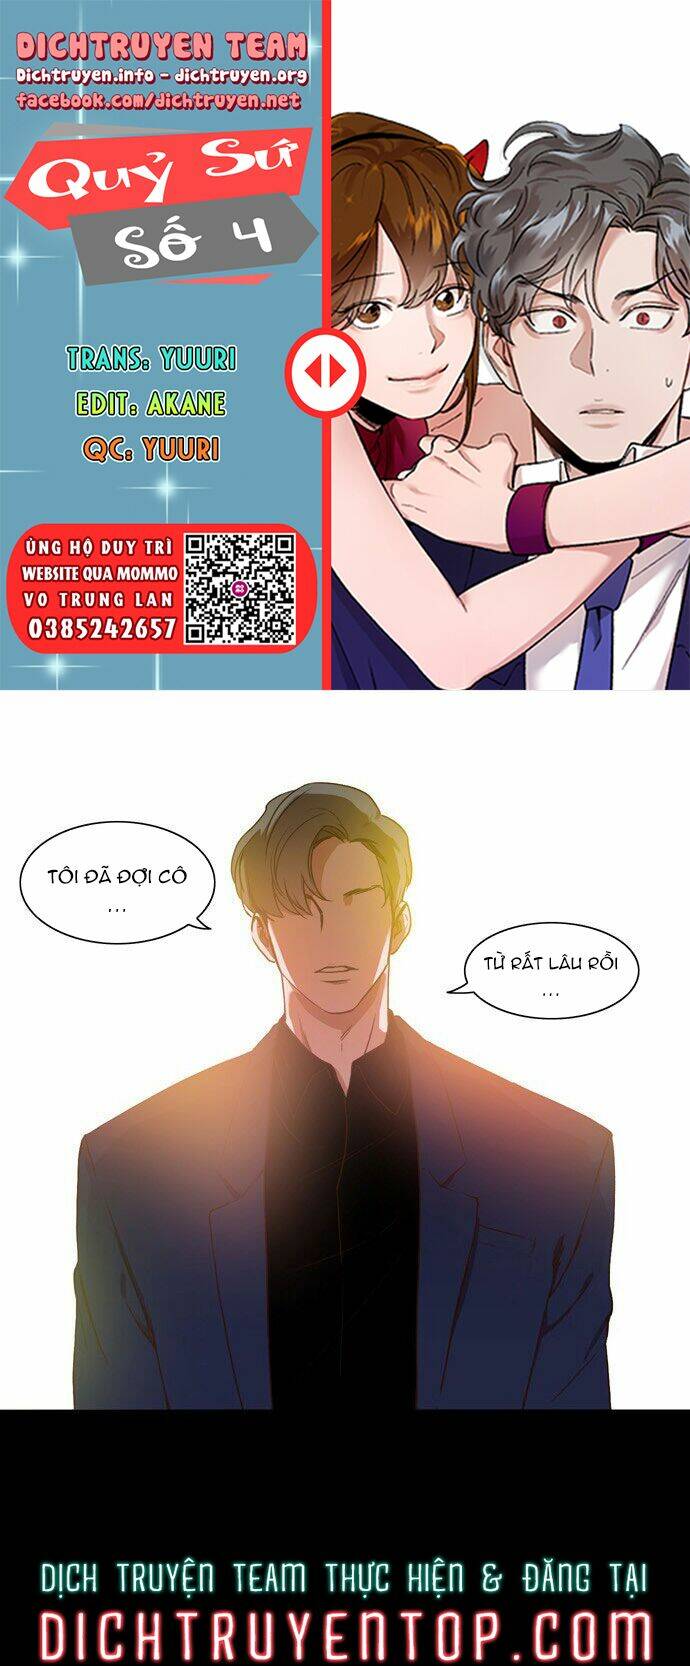 DICHTRUYEN TEAM
Dichtruyen.info - dichtruyen.org
facebook.com/dichtruyen.net
Quỷ Sứ
Số 4
TRANS: YUURI
EDIT: AKANE
QC: YUURI
ỦNG HỘ DUY TRÌ
WEBSITE QUA MOMMO
VO TRUNG LAN
0385242657
TÔI ĐÃ ĐỢI CÔ
...
TỪ RẤT LÂU RỒI
...
DỊCH TRUYỆN TEAM THỰC HIỆN & ĐĂNG TẠI
DICHTRUYENTOP.COM